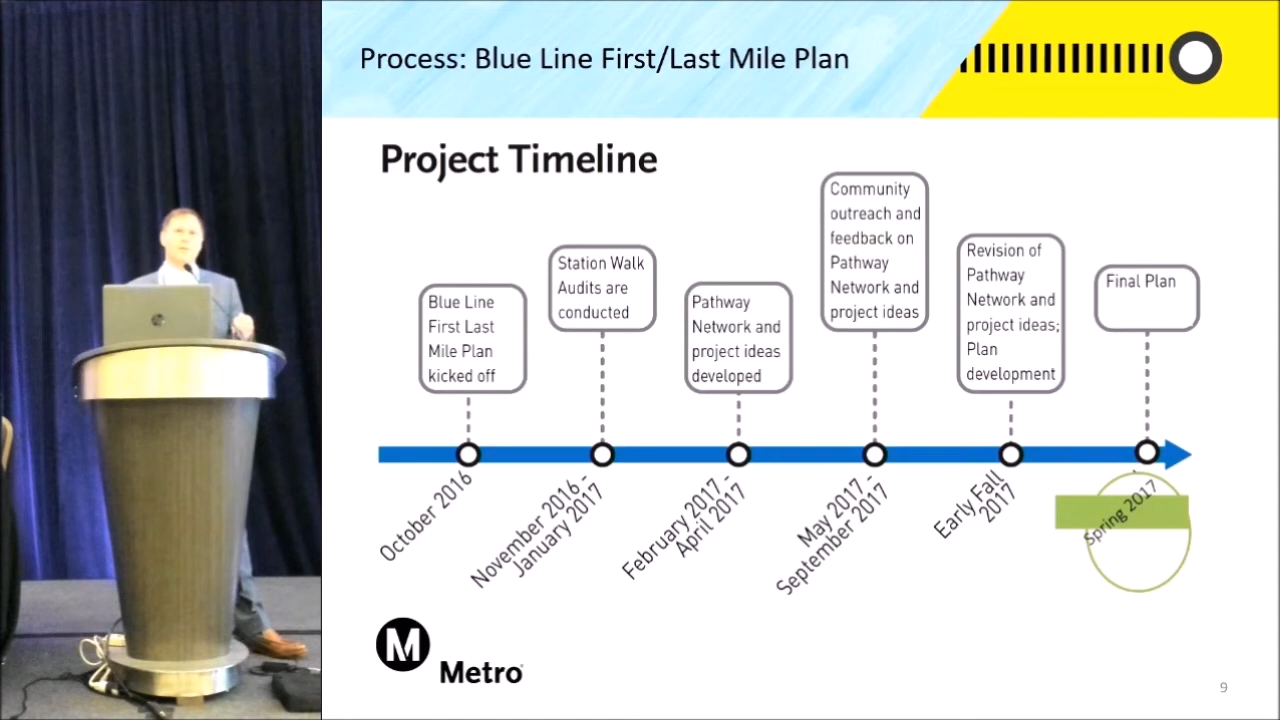 Process: Blue Line First/Last Mile Plan
Project Timeline
Blue Line
First Last
Mile Plan
kicked off
Station Walk
Audits are
conducted
Pathway
Network and
project ideas
developed
Community
outreach and
feedback on
Pathway
Network and
project ideas
Revision of
Pathway
Network and
project ideas;
Plan
development
Final Plan
October 2016
November 2016 -
January 2017
February 2017 -
April 2017
May 2017 -
September 2017
Early Fall
2017
Spring 2017
M
Metro
9
hp